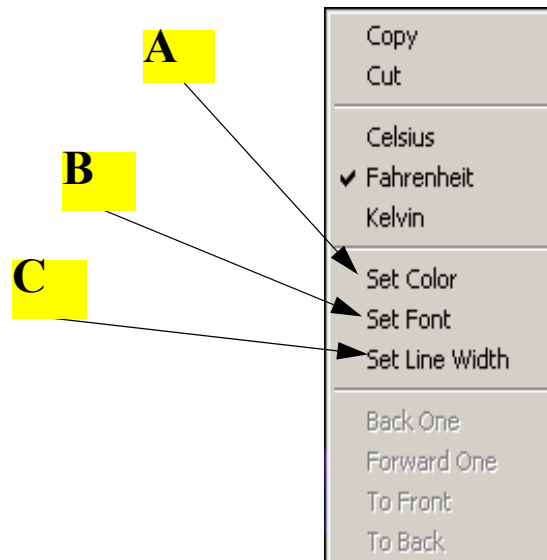 A
B
C
Copy
Cut
Celsius
Fahrenheit
Kelvin
Set Color
Set Font
Set Line Width
Back One
Forward One
To Front
To Back